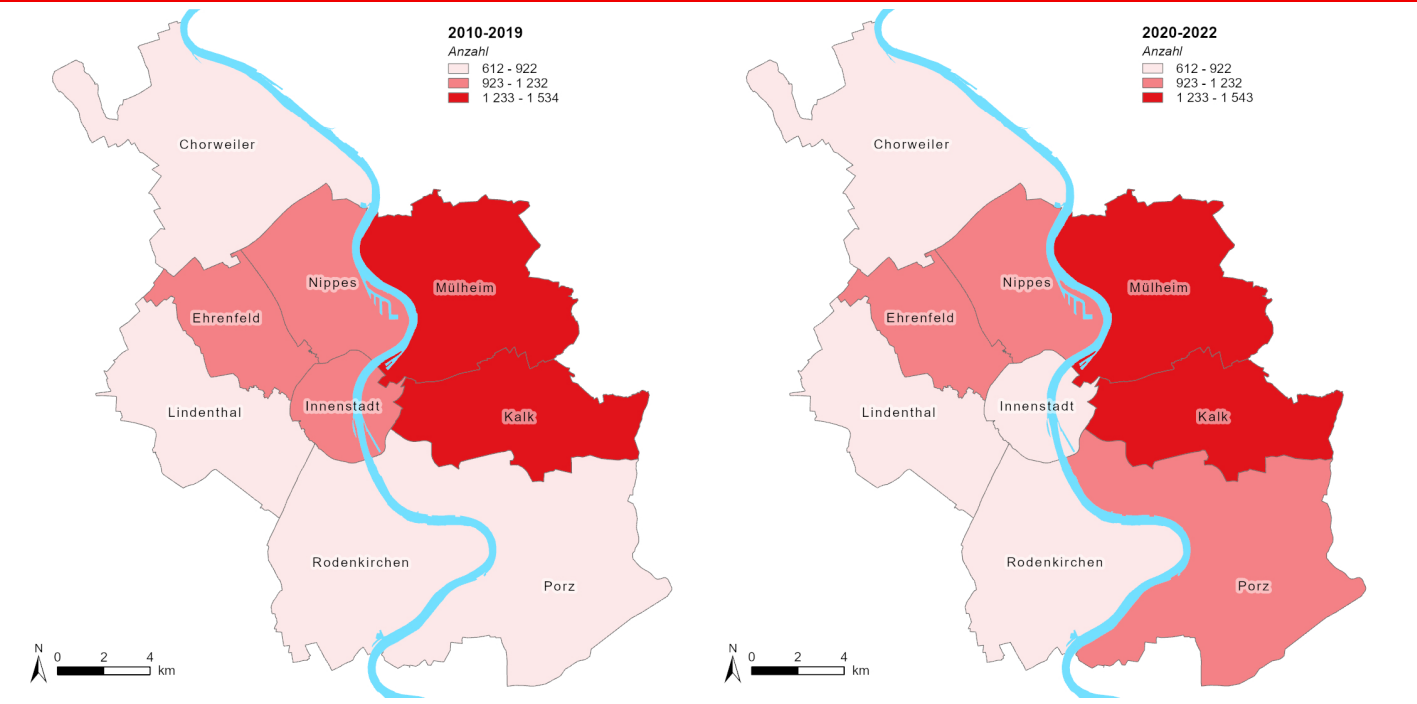 2010-2019
Anzahl
612 - 922
923 - 1 232
1 233 - 1 534
Chorweiler
Nippes
Mülheim
Ehrenfeld
Innenstadt
Lindenthal
Kalk
Rodenkirchen
Porz
N
0 2 4 km
2020-2022
Anzahl
612 - 922
923 - 1 232
1 233 - 1 543
Chorweiler
Nippes
Mülheim
Ehrenfeld
Innenstadt
Lindenthal
Kalk
Rodenkirchen
Porz
N
0 2 4 km